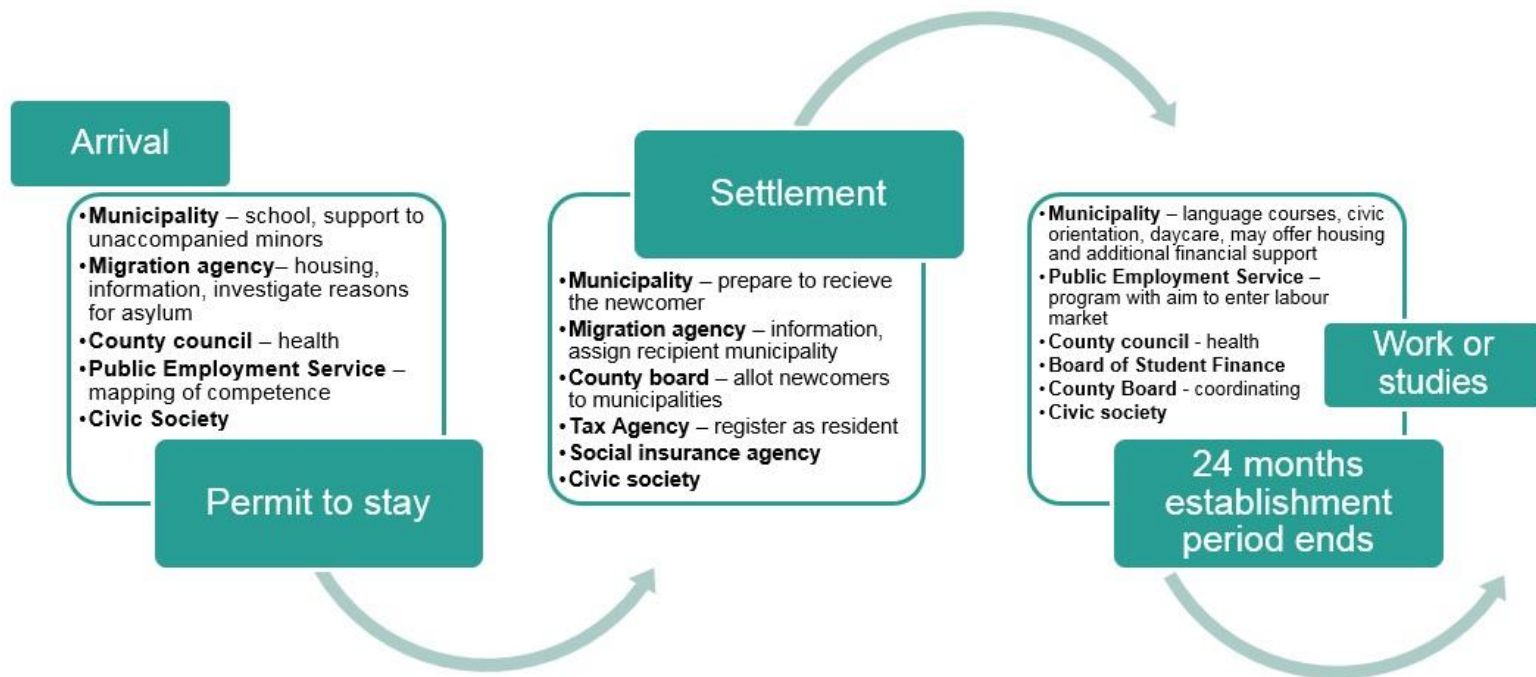 Arrival
•Municipality – school, support to
unaccompanied minors
•Migration agency– housing,
information, investigate reasons
for asylum
•County council – health
•Public Employment Service –
mapping of competence
•Civic Society
Permit to stay
Settlement
•Municipality – prepare to recieve
the newcomer
•Migration agency – information,
assign recipient municipality
•County board – allot newcomers
to municipalities
•Tax Agency – register as resident
•Social insurance agency
•Civic society
•Municipality – language courses, civic
orientation, daycare, may offer housing
and additional financial support
•Public Employment Service –
program with aim to enter labour
market
•County council - health
•Board of Student Finance
•County Board - coordinating
•Civic society
Work or
studies
24 months
establishment
period ends